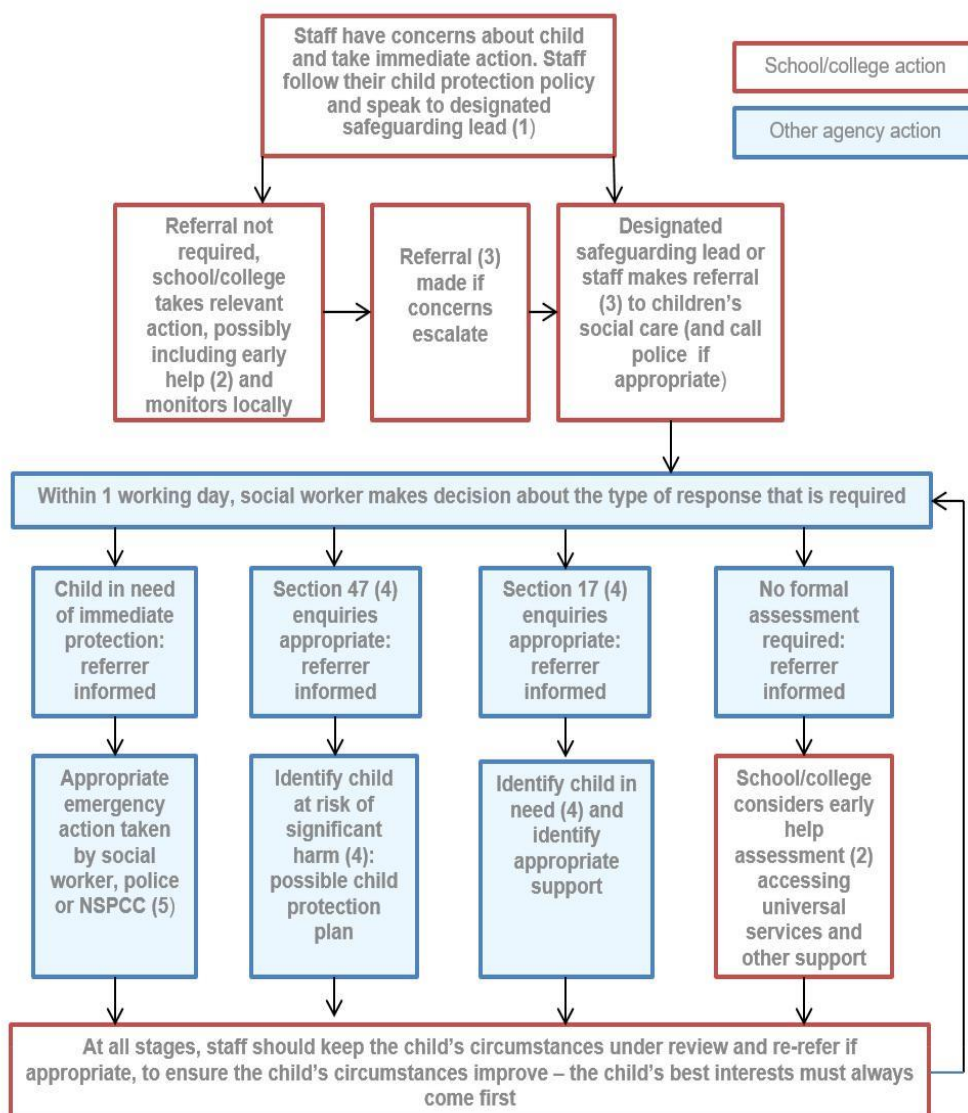 Staff have concerns about child
and take immediate action. Staff
follow their child protection policy
and speak to designated
safeguarding lead (1)
School/college action
Other agency action
Referral not
required,
school/college
takes relevant
action, possibly
including early
help (2) and
monitors locally
Referral (3)
made if
concerns
escalate
Designated
safeguarding lead or
staff makes referral
(3) to children’s
social care (and call
police if
appropriate)
Within 1 working day, social worker makes decision about the type of response that is required
Child in need
of immediate
protection:
referrer
informed
Section 47 (4)
enquiries
appropriate:
referrer
informed
Section 17 (4)
enquiries
appropriate:
referrer
informed
No formal
assessment
required:
referrer
informed
Appropriate
emergency
action taken
by social
worker, police
or NSPCC (5)
Identify child
at risk of
significant
harm (4):
possible child
protection
plan
Identify child in
need (4) and
identify
appropriate
support
School/college
considers early
help
assessment (2)
accessing
universal
services and
other support
At all stages, staff should keep the child’s circumstances under review and re-refer if
appropriate, to ensure the child’s circumstances improve – the child’s best interests must always
come first